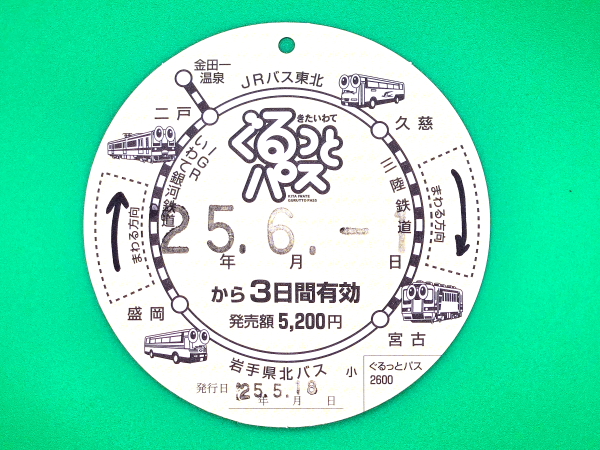 金田一
温泉
JRバス東北
二戸
久慈
きたいわて
ぐるっと
パス
KITA IWATE
GURUTTO PASS
IGR
いわて銀河鉄道
三陸鉄道
まわる方向
まわる方向
25.6.-1
年 月 日
から3日間有効
発売額 5,200円
盛岡
宮古
岩手県北バス
小
ぐるっとパス
2600
発行日 25.5.18
年 月 日